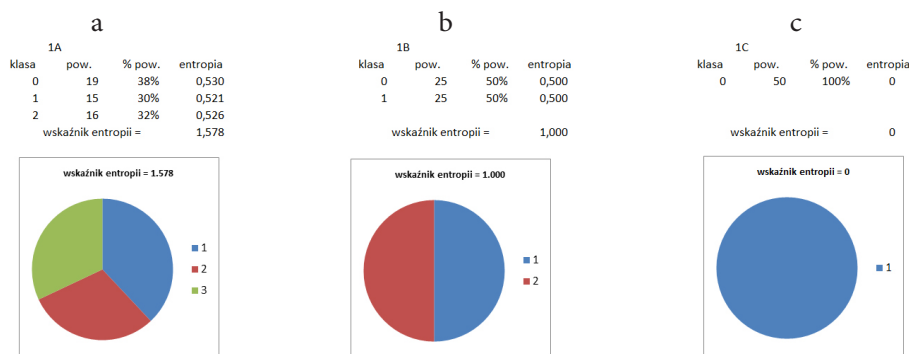 a
1A
klasa pow. % pow. entropia
0 19 38% 0,530
1 15 30% 0,521
2 16 32% 0,526
wskaźnik entropii = 1,578
wskaźnik entropii = 1.578
1
2
3
b
1B
klasa pow. % pow. entropia
0 25 50% 0,500
1 25 50% 0,500
wskaźnik entropii = 1,000
wskaźnik entropii = 1.000
1
2
c
1C
klasa pow. % pow. entropia
0 50 100% 0
wskaźnik entropii = 0
wskaźnik entropii = 0
1